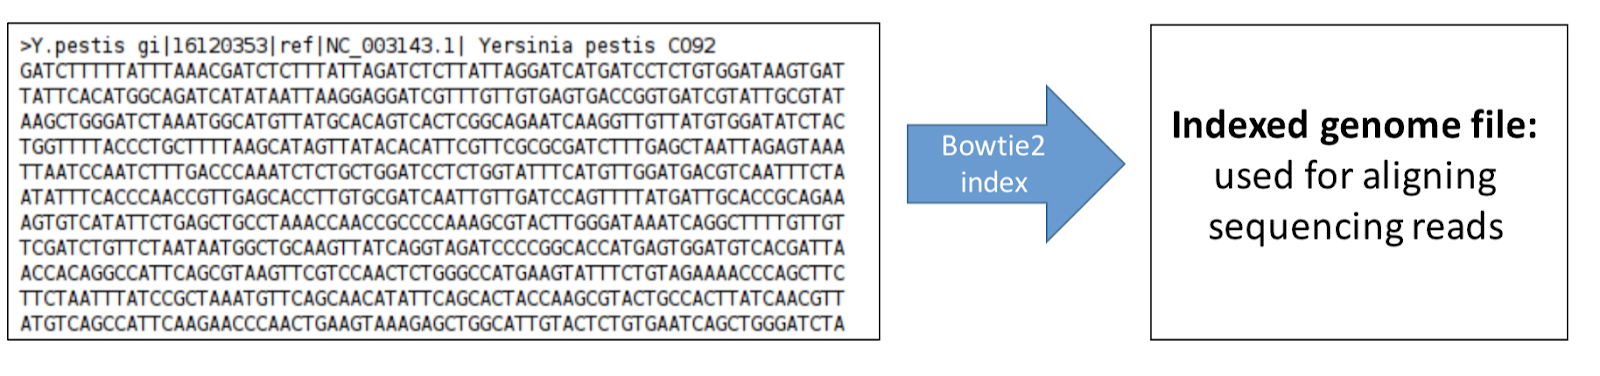 >Y.pestis gi|16120353|ref|NC_003143.1| Yersinia pestis CO92
GATCTTTTTATTTAAACGATCTCTTTATTAGATCTCTTATTAGGATCATGATCCTCTGTGGATAAGTGAT
TATTCACATGGCAGATCATATAATTAAGGAGGATCGTTTGTTGTGAGTGACCGGTGATCGTATTGCGTAT
AAGCTGGGATCTAAATGGCATGTTATGCACAGTCACTCGGCAGAATCAAGGTTGTTATGTGGATATCTAC
TGGTTTTACCCTGCTTTTAAGCATAGTTATACACATTCGTTCGCGCGATCTTTGAGCTAATTAGAGTAAA
TTAATCCAATCTTTGACCCAAATCTCTGCTGGATCCTCTGGTATTTCATGTTGGATGACGTCAATTTCTA
ATATTTCACCCAACCGTTGAGCACCTTGTGCGATCAATTGTTGATCCAGTTTTATGATTGCACCGCAGAA
AGTGTCATATTCTGAGCTGCCTAAACCAACCGCCCCAAAGCGTACTTGGGATAAATCAGGCTTTTGTTGT
TCGATCTGTTCTAATAATGGCTGCAAGTTATCAGGTAGATCCCCGGCACCATGAGTGGATGTCACGATTA
ACCACAGGCCATTCAGCGTAAGTTCGTCCAACTCTGGGCCATGAAGTATTTCTGTAGAAAACCCAGCTTC
TTCTAATTTATCCGCTAAATGTTCAGCAACATATTCAGCACTACCAAGCGTACTGCCACTTATCAACGTT
ATGTCAGCCATTCAAGAACCCAACTGAAGTAAAGAGCTGGCATTGTACTCTGTGAATCAGCTGGGATCTA
Bowtie2
index
Indexed genome file:
used for aligning
sequencing reads